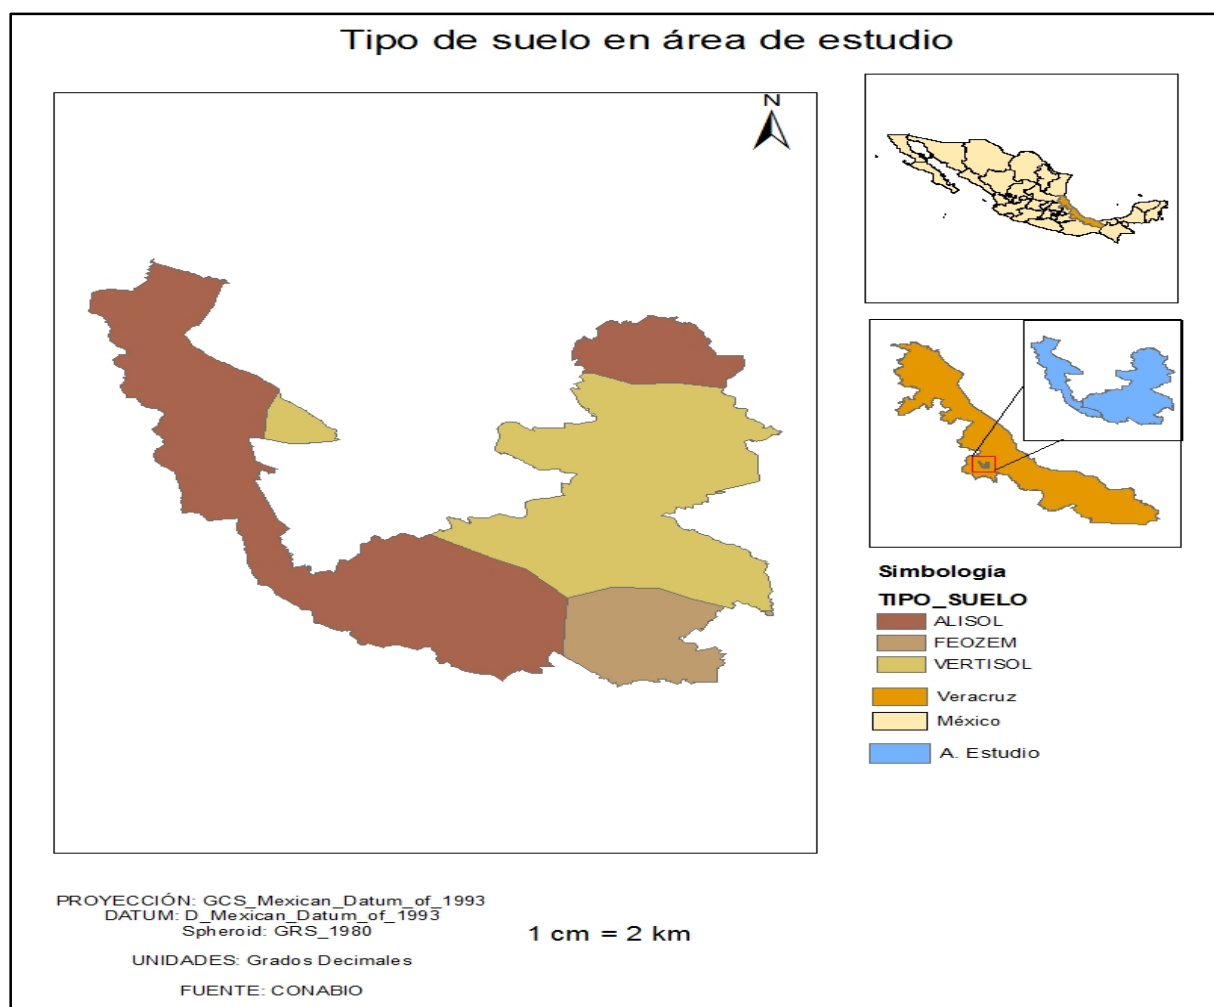 Tipo de suelo en área de estudio
N
Simbología
TIPO_SUELO
ALISOL
FEOZEM
VERTISOL
Veracruz
México
A. Estudio
PROYECCIÓN: GCS_Mexican_Datum_of_1993
DATUM: D_Mexican_Datum_of_1993
Spheroid: GRS_1980
1 cm = 2 km
UNIDADES: Grados Decimales
FUENTE: CONABIO